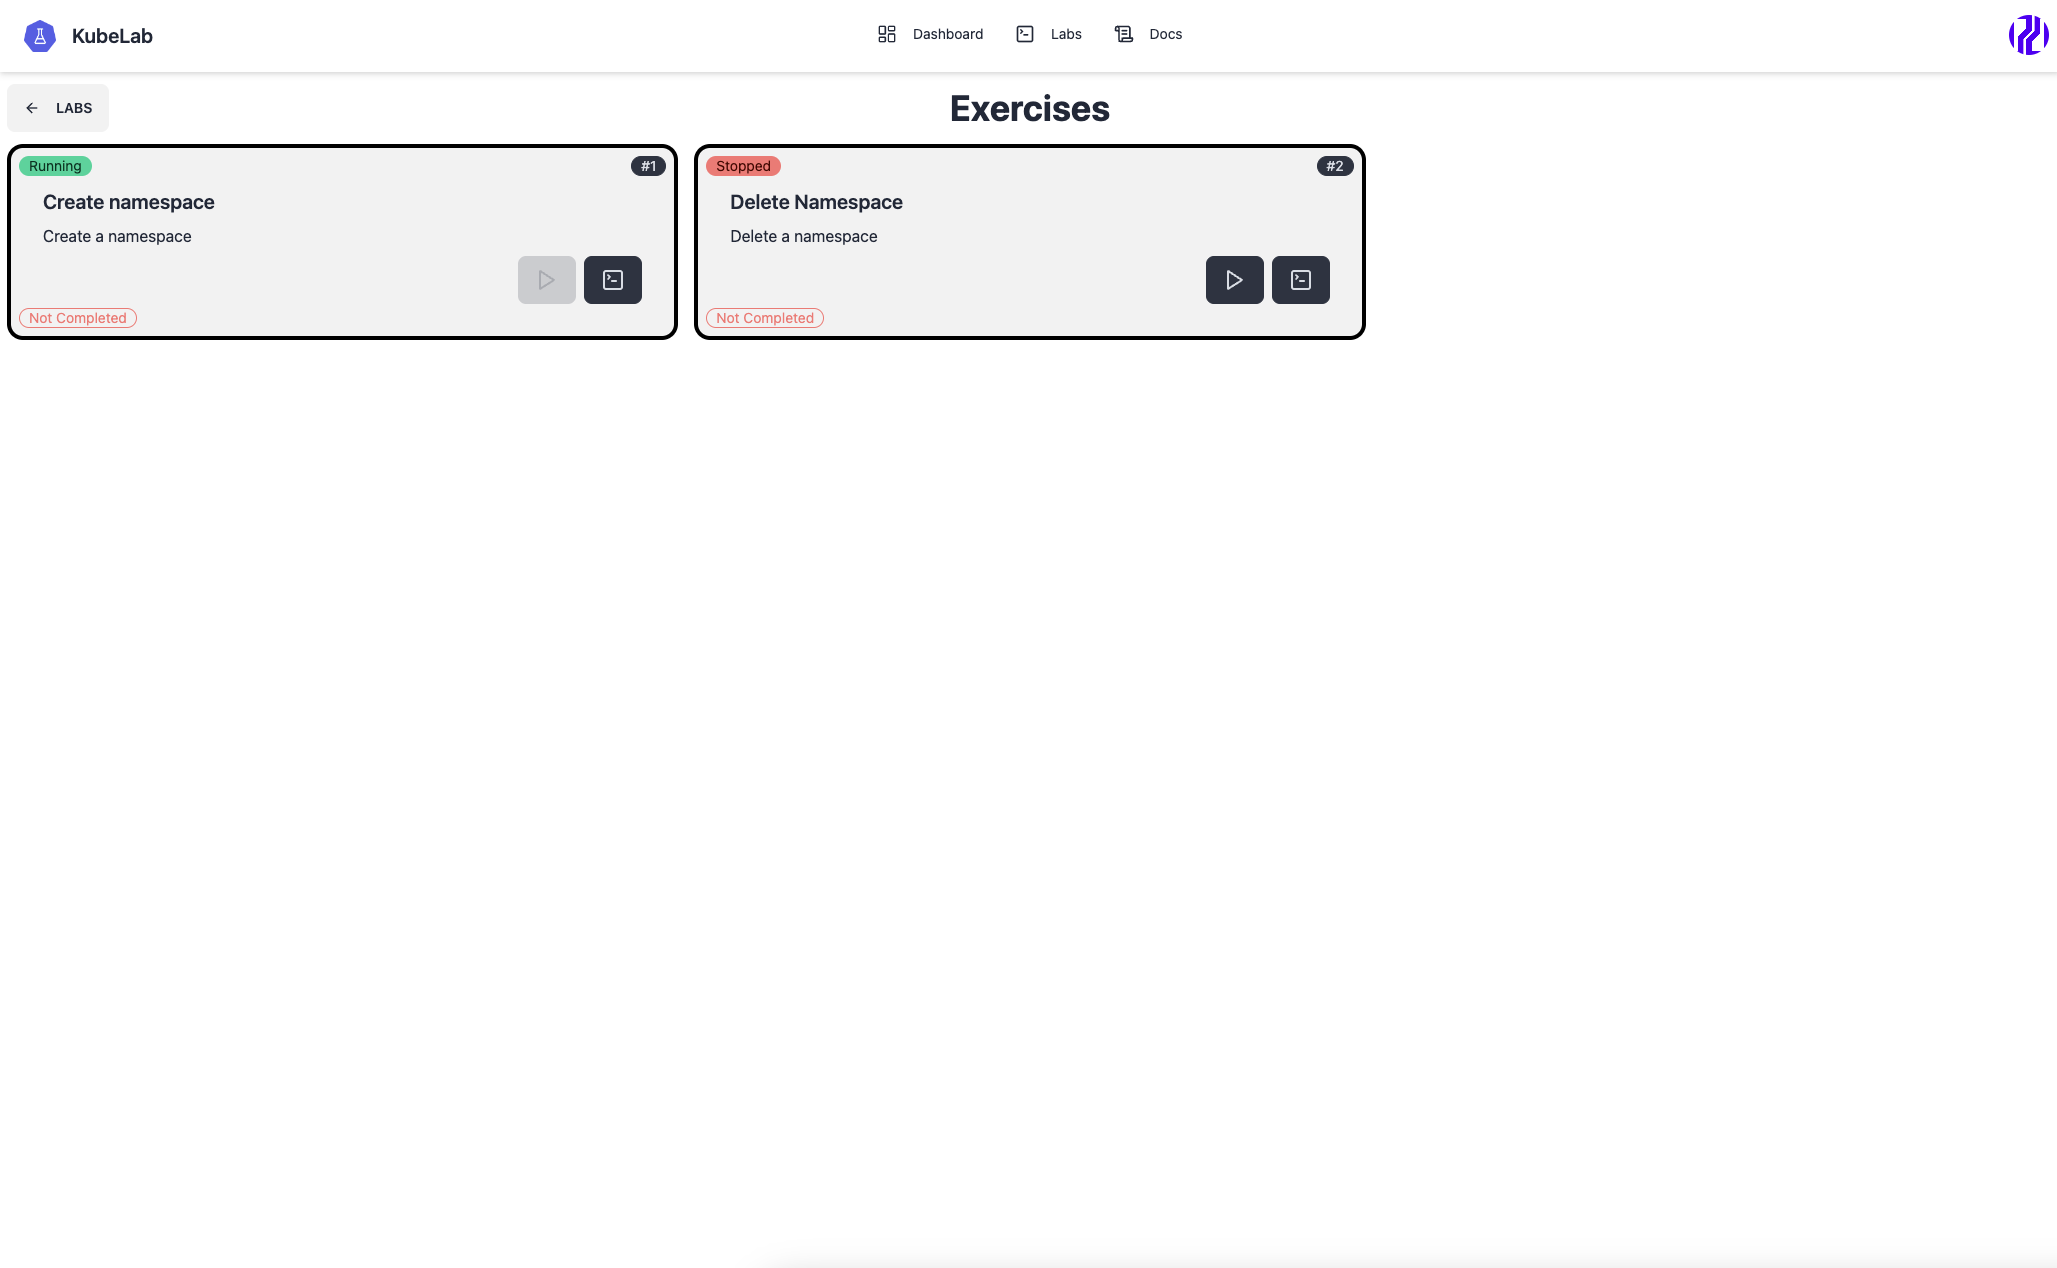 KubeLab
Dashboard
Labs
Docs
LABS
Exercises
Running
#1
Create namespace
Create a namespace
Not Completed
Stopped
#2
Delete Namespace
Delete a namespace
Not Completed